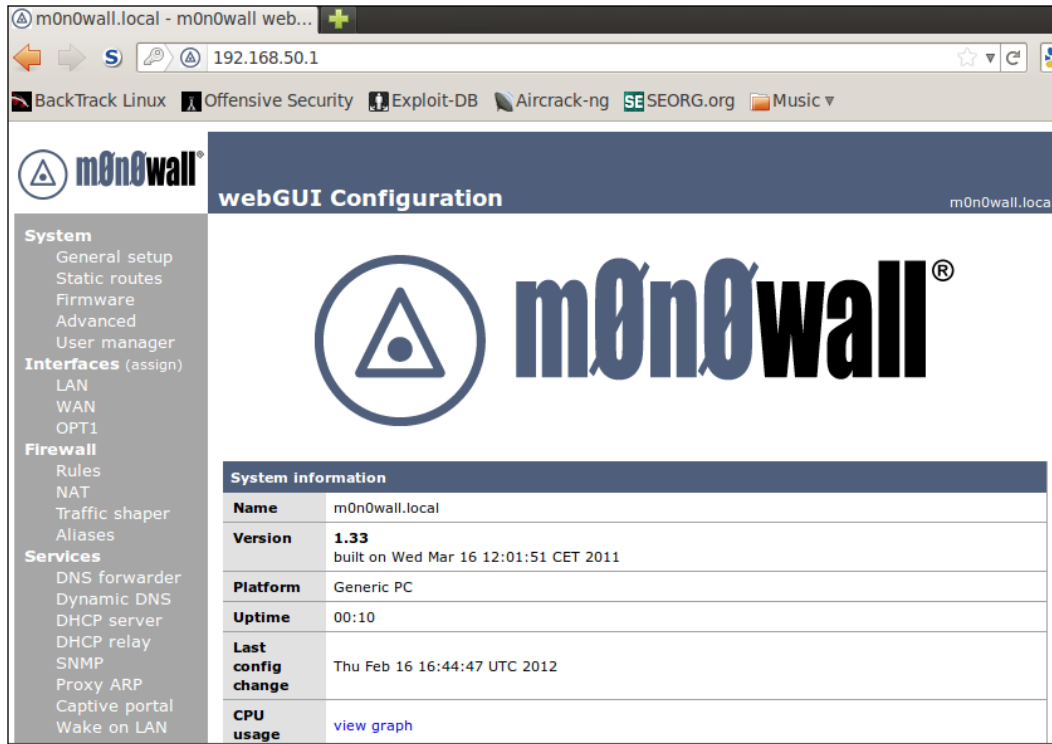 m0n0wall.local - m0n0wall web...
S 192.168.50.1
BackTrack Linux Offensive Security Exploit-DB Aircrack-ng SE SEORG.org Music
mØnØwall®
webGUI Configuration
m0n0wall.loca
System
General setup
Static routes
Firmware
Advanced
User manager
Interfaces (assign)
LAN
WAN
OPT1
Firewall
Rules
NAT
Traffic shaper
Aliases
Services
DNS forwarder
Dynamic DNS
DHCP server
DHCP relay
SNMP
Proxy ARP
Captive portal
Wake on LAN
mØnØwall®
System information
Name m0n0wall.local
Version 1.33
built on Wed Mar 16 12:01:51 CET 2011
Platform Generic PC
Uptime 00:10
Last
config
change Thu Feb 16 16:44:47 UTC 2012
CPU
usage view graph